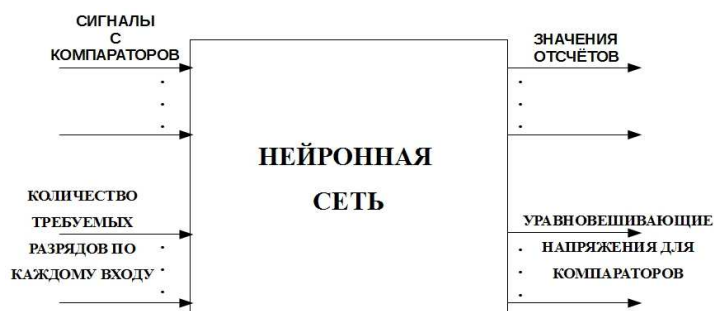 СИГНАЛЫ
С
КОМПАРАТОРОВ
ЗНАЧЕНИЯ
ОТСЧЁТОВ
НЕЙРОННАЯ
СЕТЬ
КОЛИЧЕСТВО
ТРЕБУЕМЫХ
РАЗРЯДОВ ПО
КАЖДОМУ ВХОДУ
УРАВНОВЕШИВАЮЩИЕ
НАПРЯЖЕНИЯ ДЛЯ
КОМПАРАТОРОВ